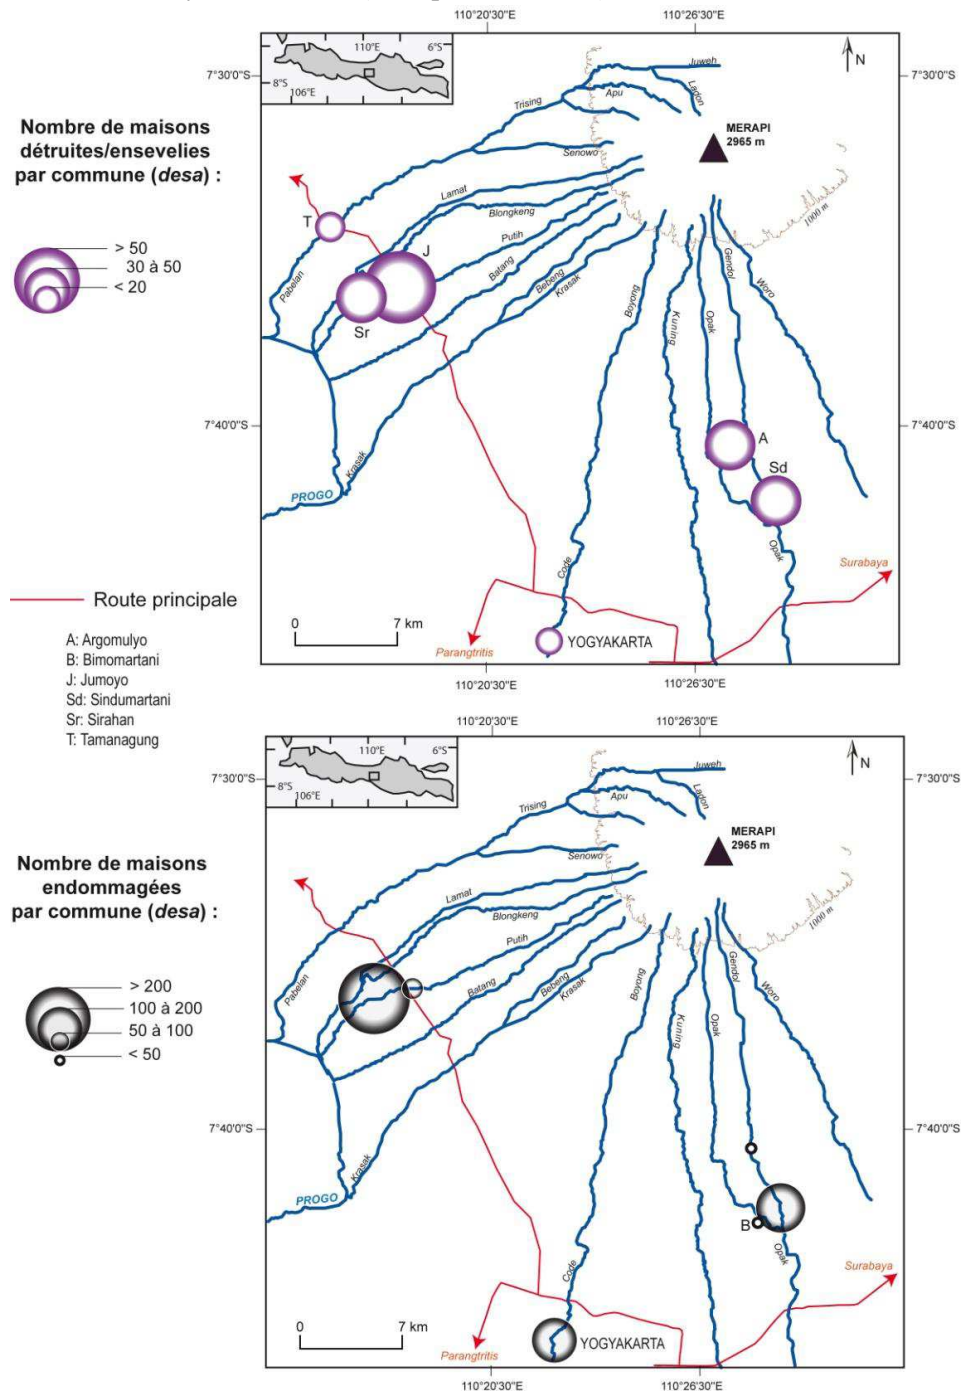 110°20'30"E
110°26'30"E
110°E
6°S
8°S
106°E
N
7°30'0"S
7°30'0"S
Juweh
Ladon
Apu
Trising
MERAPI
2965 m
Nombre de maisons
détruites/ensevelies
par commune (desa) :
Senowo
Lamat
Blongkeng
1000 m
T
Putih
J
Batang
Gendol
> 50
30 à 50
< 20
Pabelan
Bebeng
Krasak
Boyong
Kuning
Opak
Woro
Sr
7°40'0"S
7°40'0"S
A
Sd
Krasak
PROGO
Opak
Code
Surabaya
Route principale
0
7 km
YOGYAKARTA
Parangtritis
A: Argomulyo
B: Bimomartani
J: Jumoyo
Sd: Sindumartani
Sr: Sirahan
T: Tamanagung
110°20'30"E
110°26'30"E
110°20'30"E
110°26'30"E
110°E
6°S
8°S
106°E
N
7°30'0"S
7°30'0"S
Juweh
Ladon
Apu
Trising
MERAPI
2965 m
Nombre de maisons
endommagées
par commune (desa) :
Senowo
Lamat
Blongkeng
1000 m
Putih
Batang
Gendol
> 200
100 à 200
50 à 100
< 50
Pabelan
Bebeng
Krasak
Boyong
Kuning
Opak
Woro
7°40'0"S
7°40'0"S
Krasak
PROGO
B
Opak
Code
Surabaya
0
7 km
YOGYAKARTA
Parangtritis
110°20'30"E
110°26'30"E